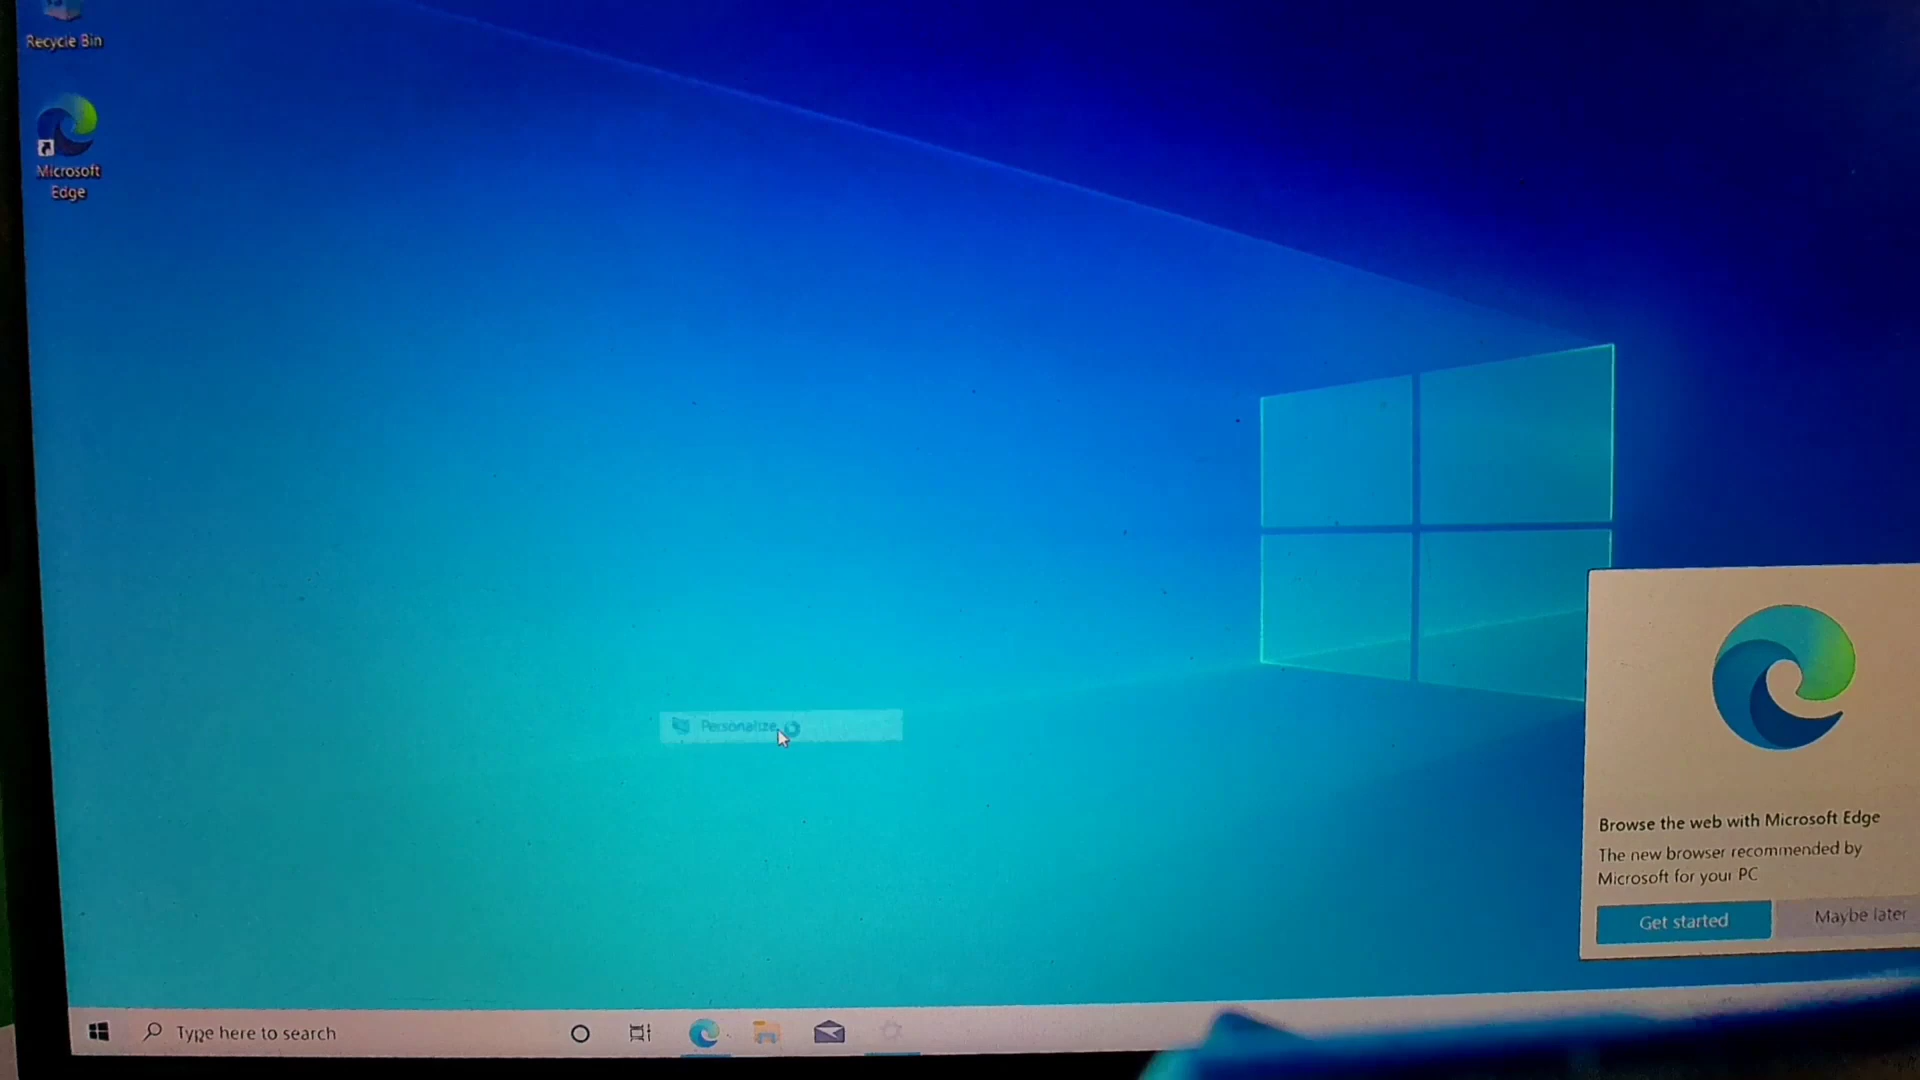 Recycle Bin
Microsoft
Edge
Personalize
Browse the web with Microsoft Edge
The new browser recommended by
Microsoft for your PC
Get started
Maybe later
Type here to search